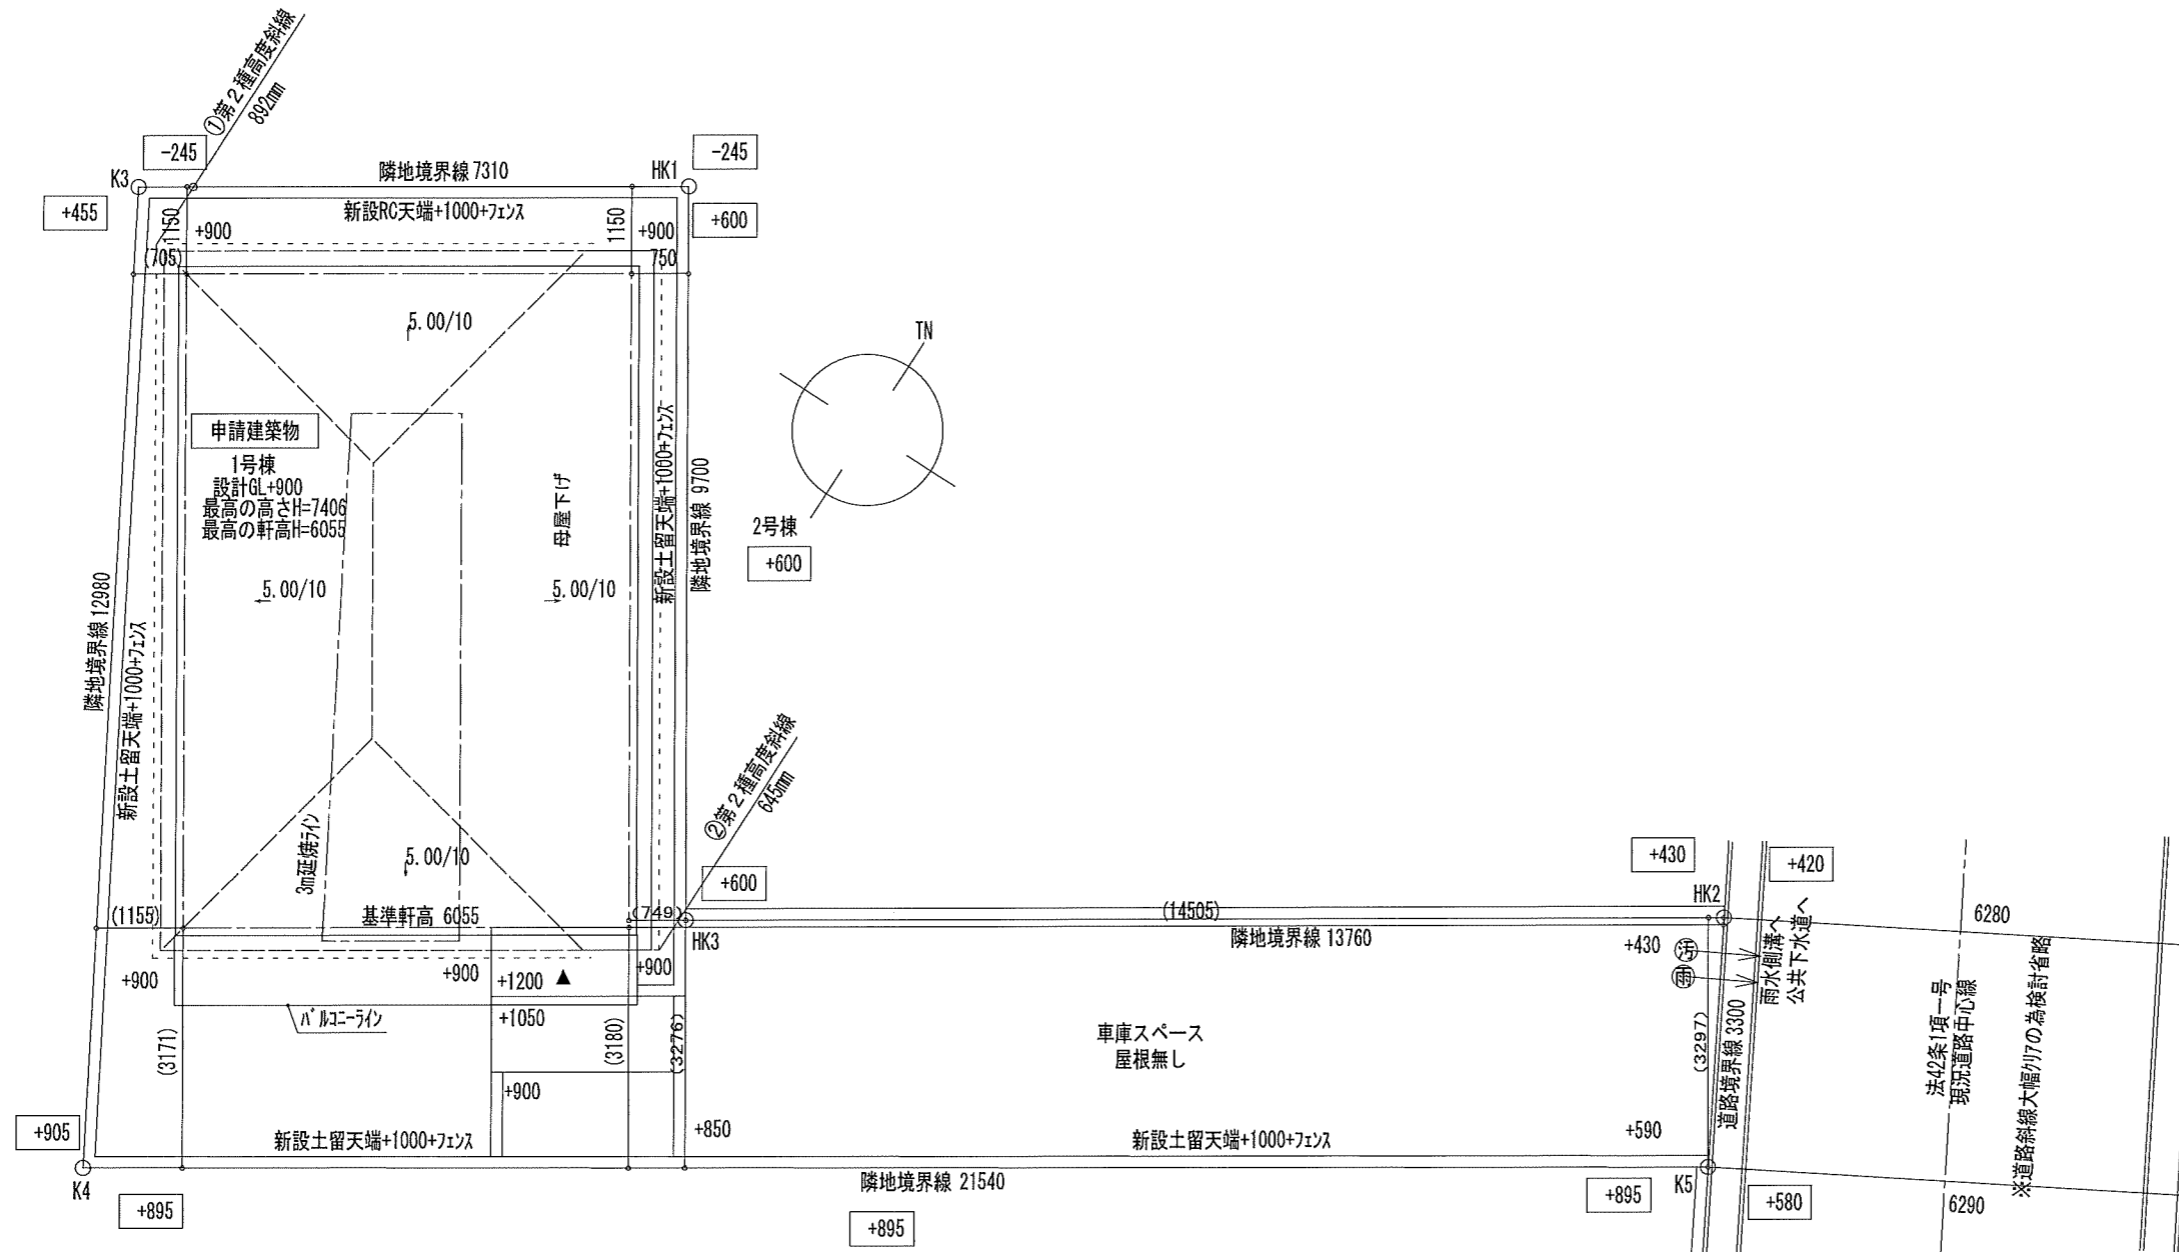 ①第２種高度斜線
892mm
-245
-245
K3
隣地境界線 7310
HK1
+455
1150
新設RC天端+1000+ﾌｪﾝｽ
1150
+600
+900
+900
(705)
750
5.00/10
TN
申請建築物
1号棟
設計GL+900
最高の高さH=7406
最高の軒高H=6055
母屋下げ
新設土留天端+1000+ﾌｪﾝｽ
隣地境界線 9700
2号棟
+600
5.00/10
5.00/10
隣地境界線 12980
新設土留天端+1000+ﾌｪﾝｽ
②第２種高度斜線
645mm
3m延焼ライン
5.00/10
+600
+430
+420
HK2
(1155)
基準軒高 6055
(749)
HK3
(14505)
隣地境界線 13760
6280
+430
汚
雨
雨水側溝へ
公共下水道へ
+900
+900
+1200
▲
+900
ﾊﾞﾙｺﾆｰﾗｲﾝ
+1050
車庫スペース
屋根無し
(3171)
(3180)
(3276)
(3297)
道路境界線 3300
法42条1項一号
現況道路中心線
※道路斜線大幅ｸﾘｱの為検討省略
+900
+905
新設土留天端+1000+ﾌｪﾝｽ
+850
新設土留天端+1000+ﾌｪﾝｽ
+590
K4
隣地境界線 21540
K5
+895
+895
+895
+580
6290